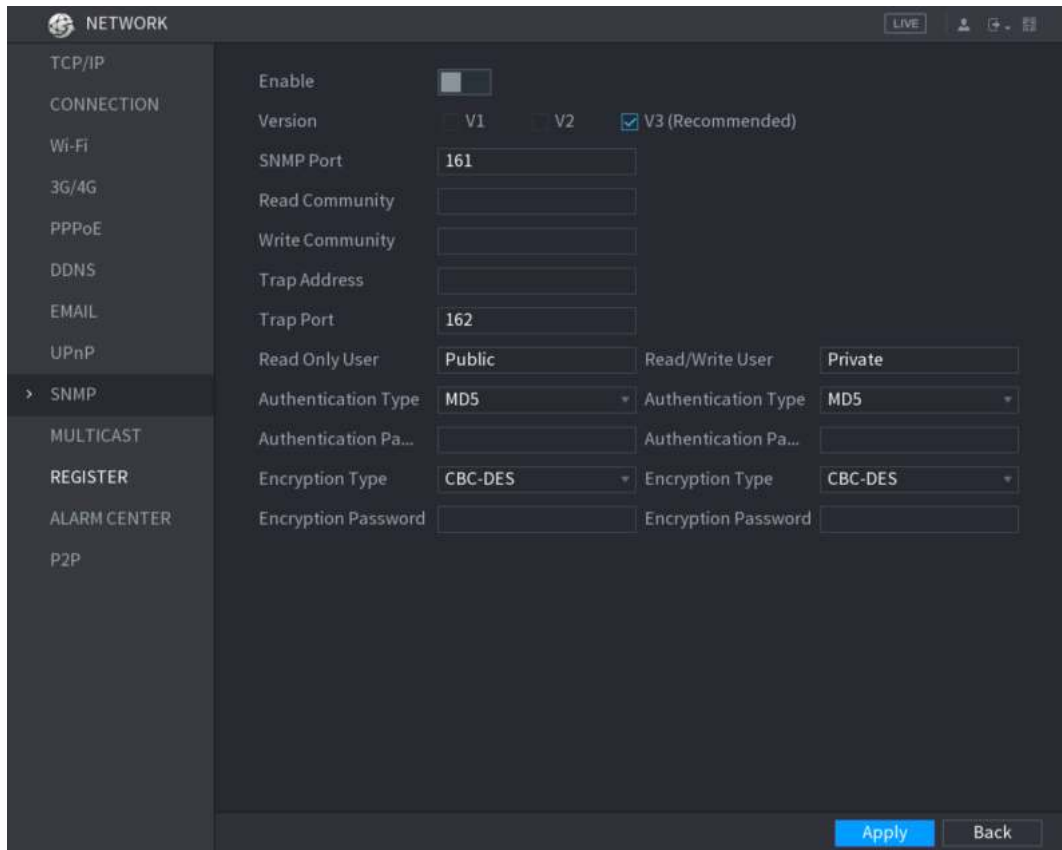 NETWORK
LIVE
TCP/IP
CONNECTION
Wi-Fi
3G/4G
PPPoE
DDNS
EMAIL
UPnP
SNMP
MULTICAST
REGISTER
ALARM CENTER
P2P
Enable
Version V1 V2 V3 (Recommended)
SNMP Port 161
Read Community
Write Community
Trap Address
Trap Port 162
Read Only User Public Read/Write User Private
Authentication Type MD5 Authentication Type MD5
Authentication Pa... Authentication Pa...
Encryption Type CBC-DES Encryption Type CBC-DES
Encryption Password Encryption Password
Apply Back